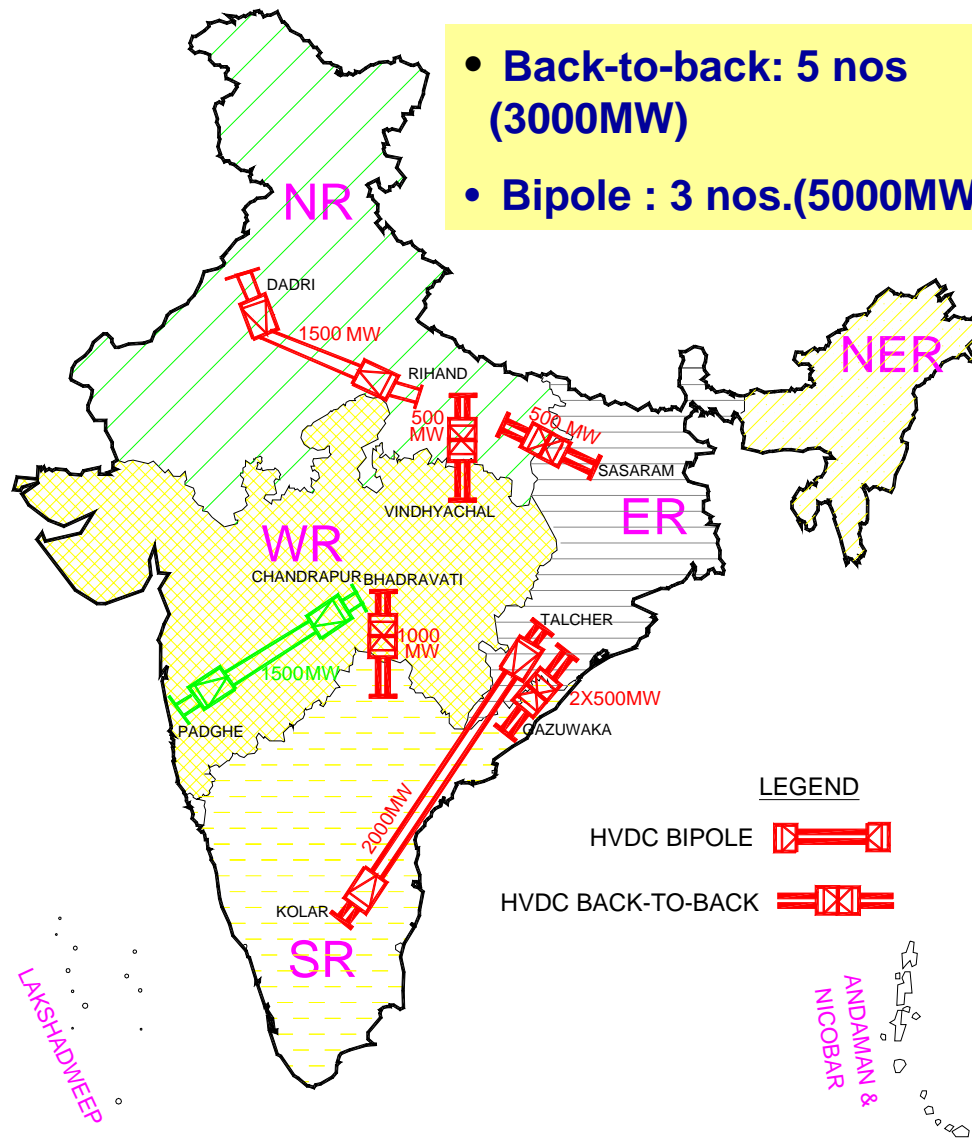 • Back-to-back: 5 nos
(3000MW)
• Bipole : 3 nos.(5000MW
NR
DADRI
1500 MW
RIHAND
NER
500
MW
500 MW
SASARAM
VINDHYACHAL
ER
WR
CHANDRAPUR
BHADRAVATI
TALCHER
1000
MW
1500MW
2X500MW
PADGHE
GAZUWAKA
2000MW
LEGEND
HVDC BIPOLE
HVDC BACK-TO-BACK
KOLAR
SR
LAKSHADWEEP
ANDAMAN &
NICOBAR